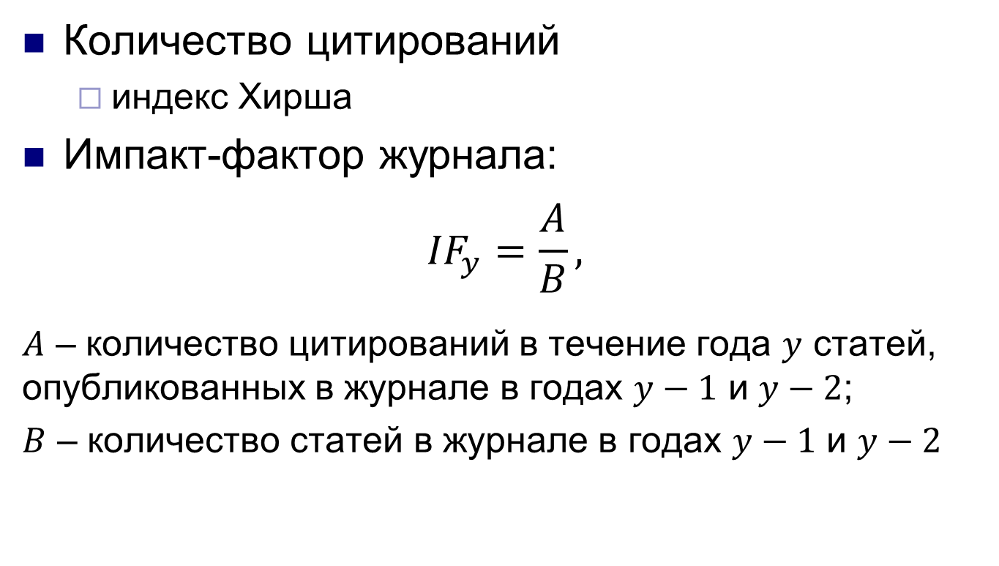 Количество цитирований
индекс Хирша
Импакт-фактор журнала:
IF_y = A/B,
A – количество цитирований в течение года y статей,
опубликованных в журнале в годах y − 1 и y − 2;
B – количество статей в журнале в годах y − 1 и y − 2